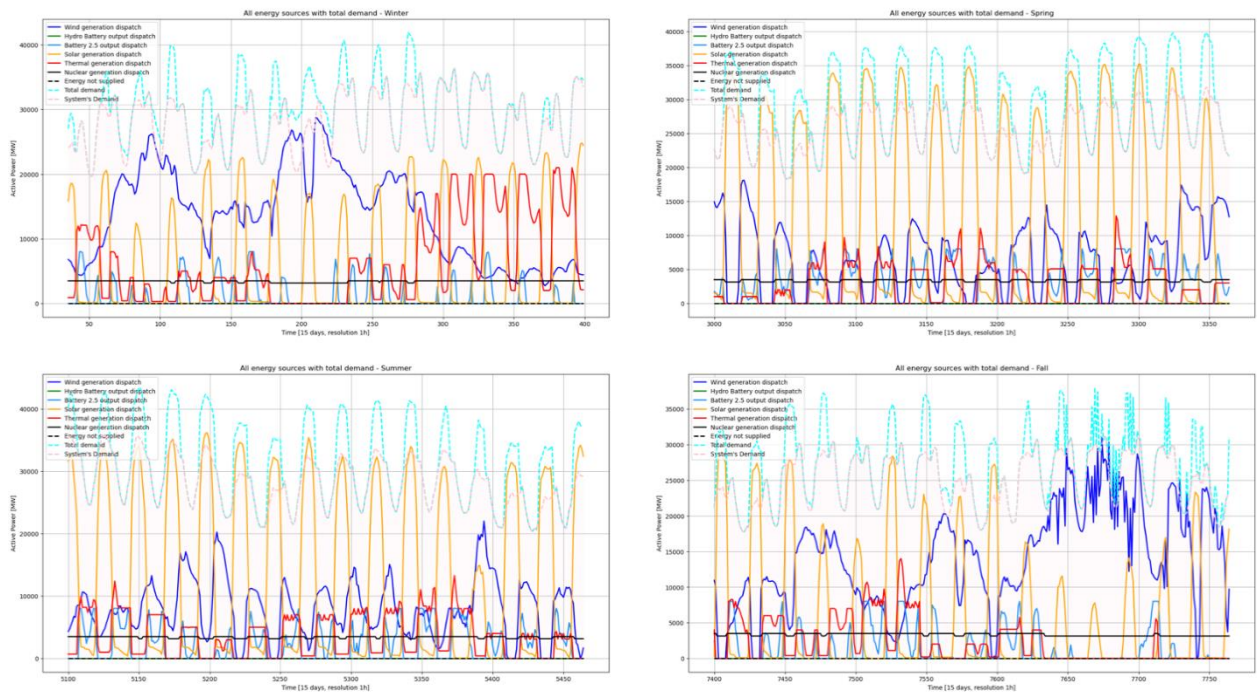 All energy sources with total demand - Winter
Active Power [MW]
40000
30000
20000
10000
0
Wind generation dispatch
Hydro Battery output dispatch
Battery 2.5 output dispatch
Solar generation dispatch
Thermal generation dispatch
Nuclear generation dispatch
Energy not supplied
Total demand
System's Demand
50 100 150 200 250 300 350 400
Time [15 days, resolution 1h]
All energy sources with total demand - Spring
Active Power [MW]
40000
35000
30000
25000
20000
15000
10000
5000
0
Wind generation dispatch
Hydro Battery output dispatch
Battery 2.5 output dispatch
Solar generation dispatch
Thermal generation dispatch
Nuclear generation dispatch
Energy not supplied
Total demand
System's Demand
3000 3050 3100 3150 3200 3250 3300 3350
Time [15 days, resolution 1h]
All energy sources with total demand - Summer
Active Power [MW]
40000
30000
20000
10000
0
Wind generation dispatch
Hydro Battery output dispatch
Battery 2.5 output dispatch
Solar generation dispatch
Thermal generation dispatch
Nuclear generation dispatch
Energy not supplied
Total demand
System's Demand
5100 5150 5200 5250 5300 5350 5400 5450
Time [15 days, resolution 1h]
All energy sources with total demand - Fall
Active Power [MW]
35000
30000
25000
20000
15000
10000
5000
0
Wind generation dispatch
Hydro Battery output dispatch
Battery 2.5 output dispatch
Solar generation dispatch
Thermal generation dispatch
Nuclear generation dispatch
Energy not supplied
Total demand
System's Demand
7400 7450 7500 7550 7600 7650 7700 7750
Time [15 days, resolution 1h]